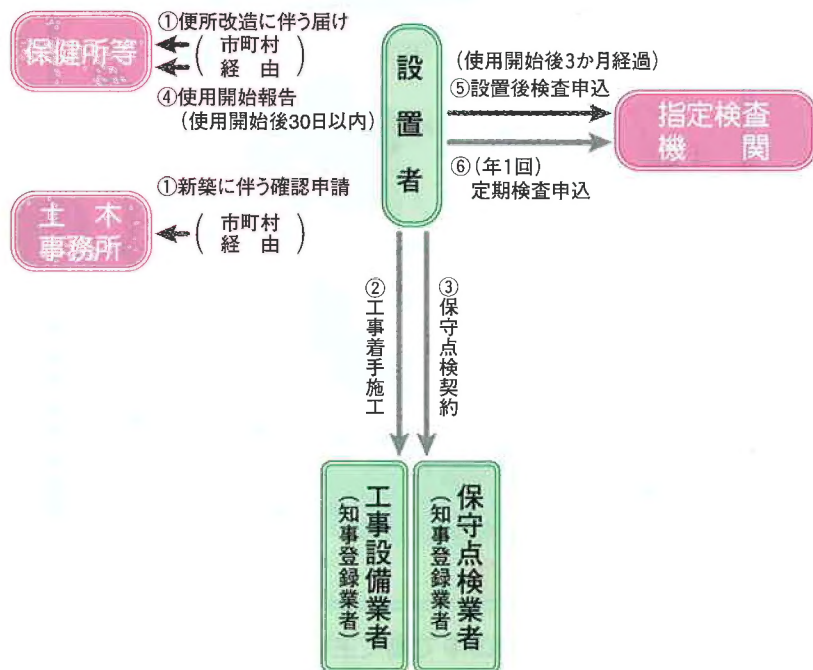 ①便所改造に伴う届け
保健所等
(市町村
経由)
④使用開始報告
(使用開始後30日以内)
①新築に伴う確認申請
土木
事務所
(市町村
経由)
設置者
(使用開始後3か月経過)
⑤設置後検査申込
指定検査
機関
⑥(年1回)
定期検査申込
②工事着手施工
③保守点検契約
工事設備業者
(知事登録業者)
保守点検業者
(知事登録業者)